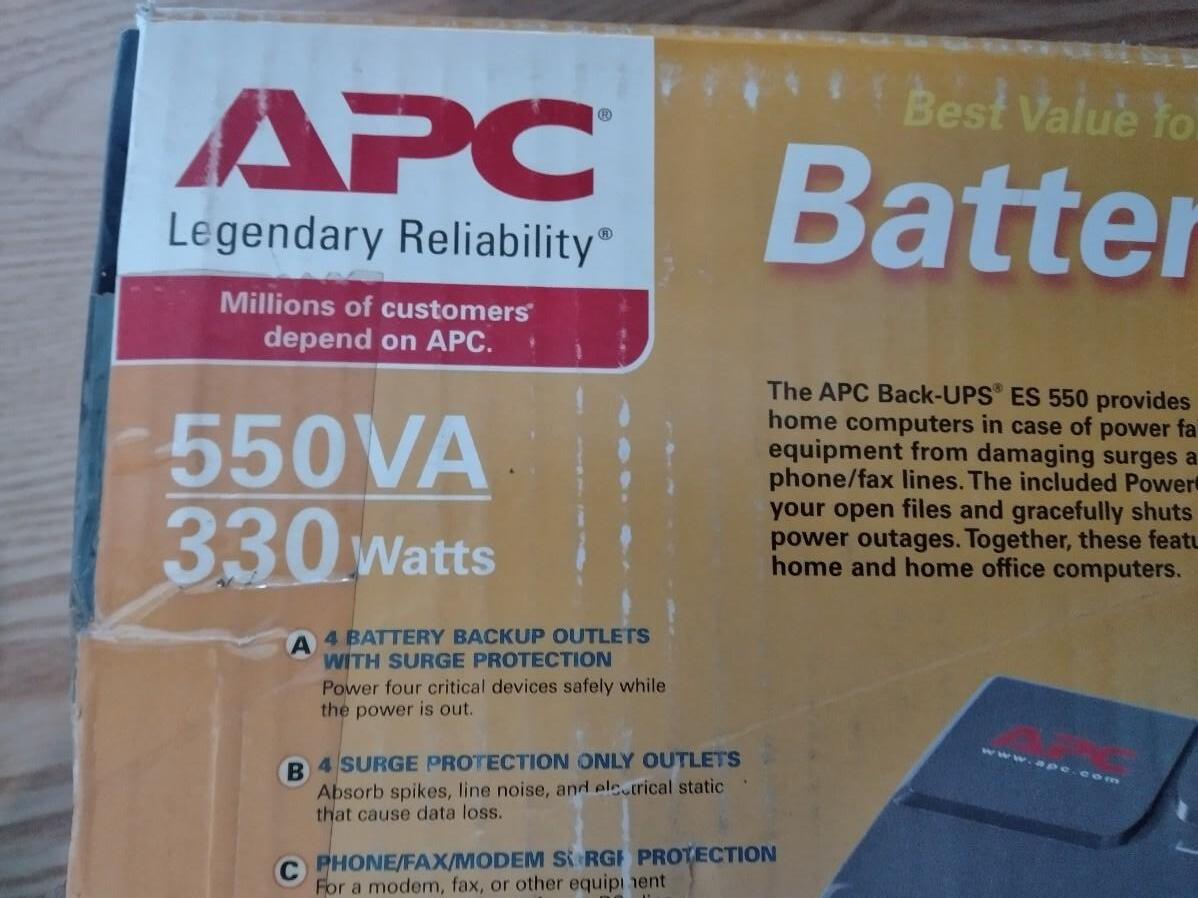 APC®
Legendary Reliability®
Millions of customers
depend on APC.
550VA
330 Watts
A 4 BATTERY BACKUP OUTLETS
WITH SURGE PROTECTION
Power four critical devices safely while
the power is out.
B 4 SURGE PROTECTION ONLY OUTLETS
Absorb spikes, line noise, and electrical static
that cause data loss.
C PHONE/FAX/MODEM SURGE PROTECTION
For a modem, fax, or other equipment
Best Value fo
Batter
The APC Back-UPS® ES 550 provides
home computers in case of power fa
equipment from damaging surges a
phone/fax lines. The included Power
your open files and gracefully shuts
power outages. Together, these featu
home and home office computers.
APC
www.apc.com